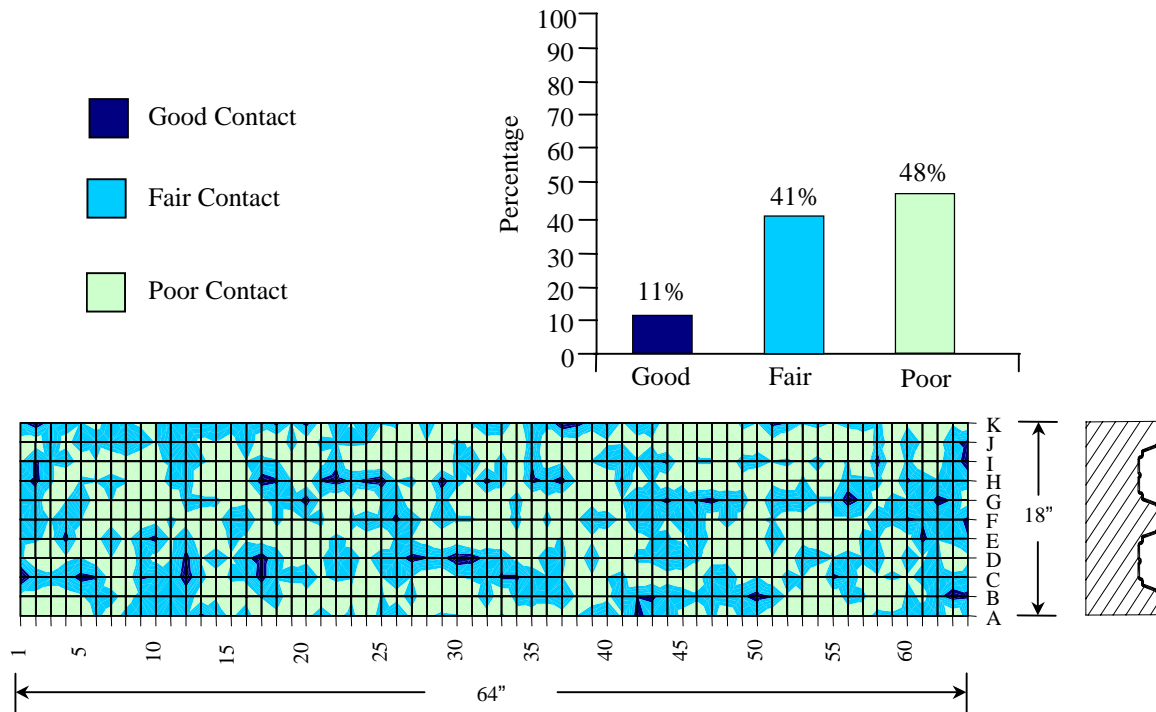 Good Contact
Fair Contact
Poor Contact
Percentage
100
90
80
70
60
50
40
30
20
10
0
11%
41%
48%
Good Fair Poor
K
J
I
H
G
F
E
D
C
B
A
18"
1 5 10 15 20 25 30 35 40 45 50 55 60
64"